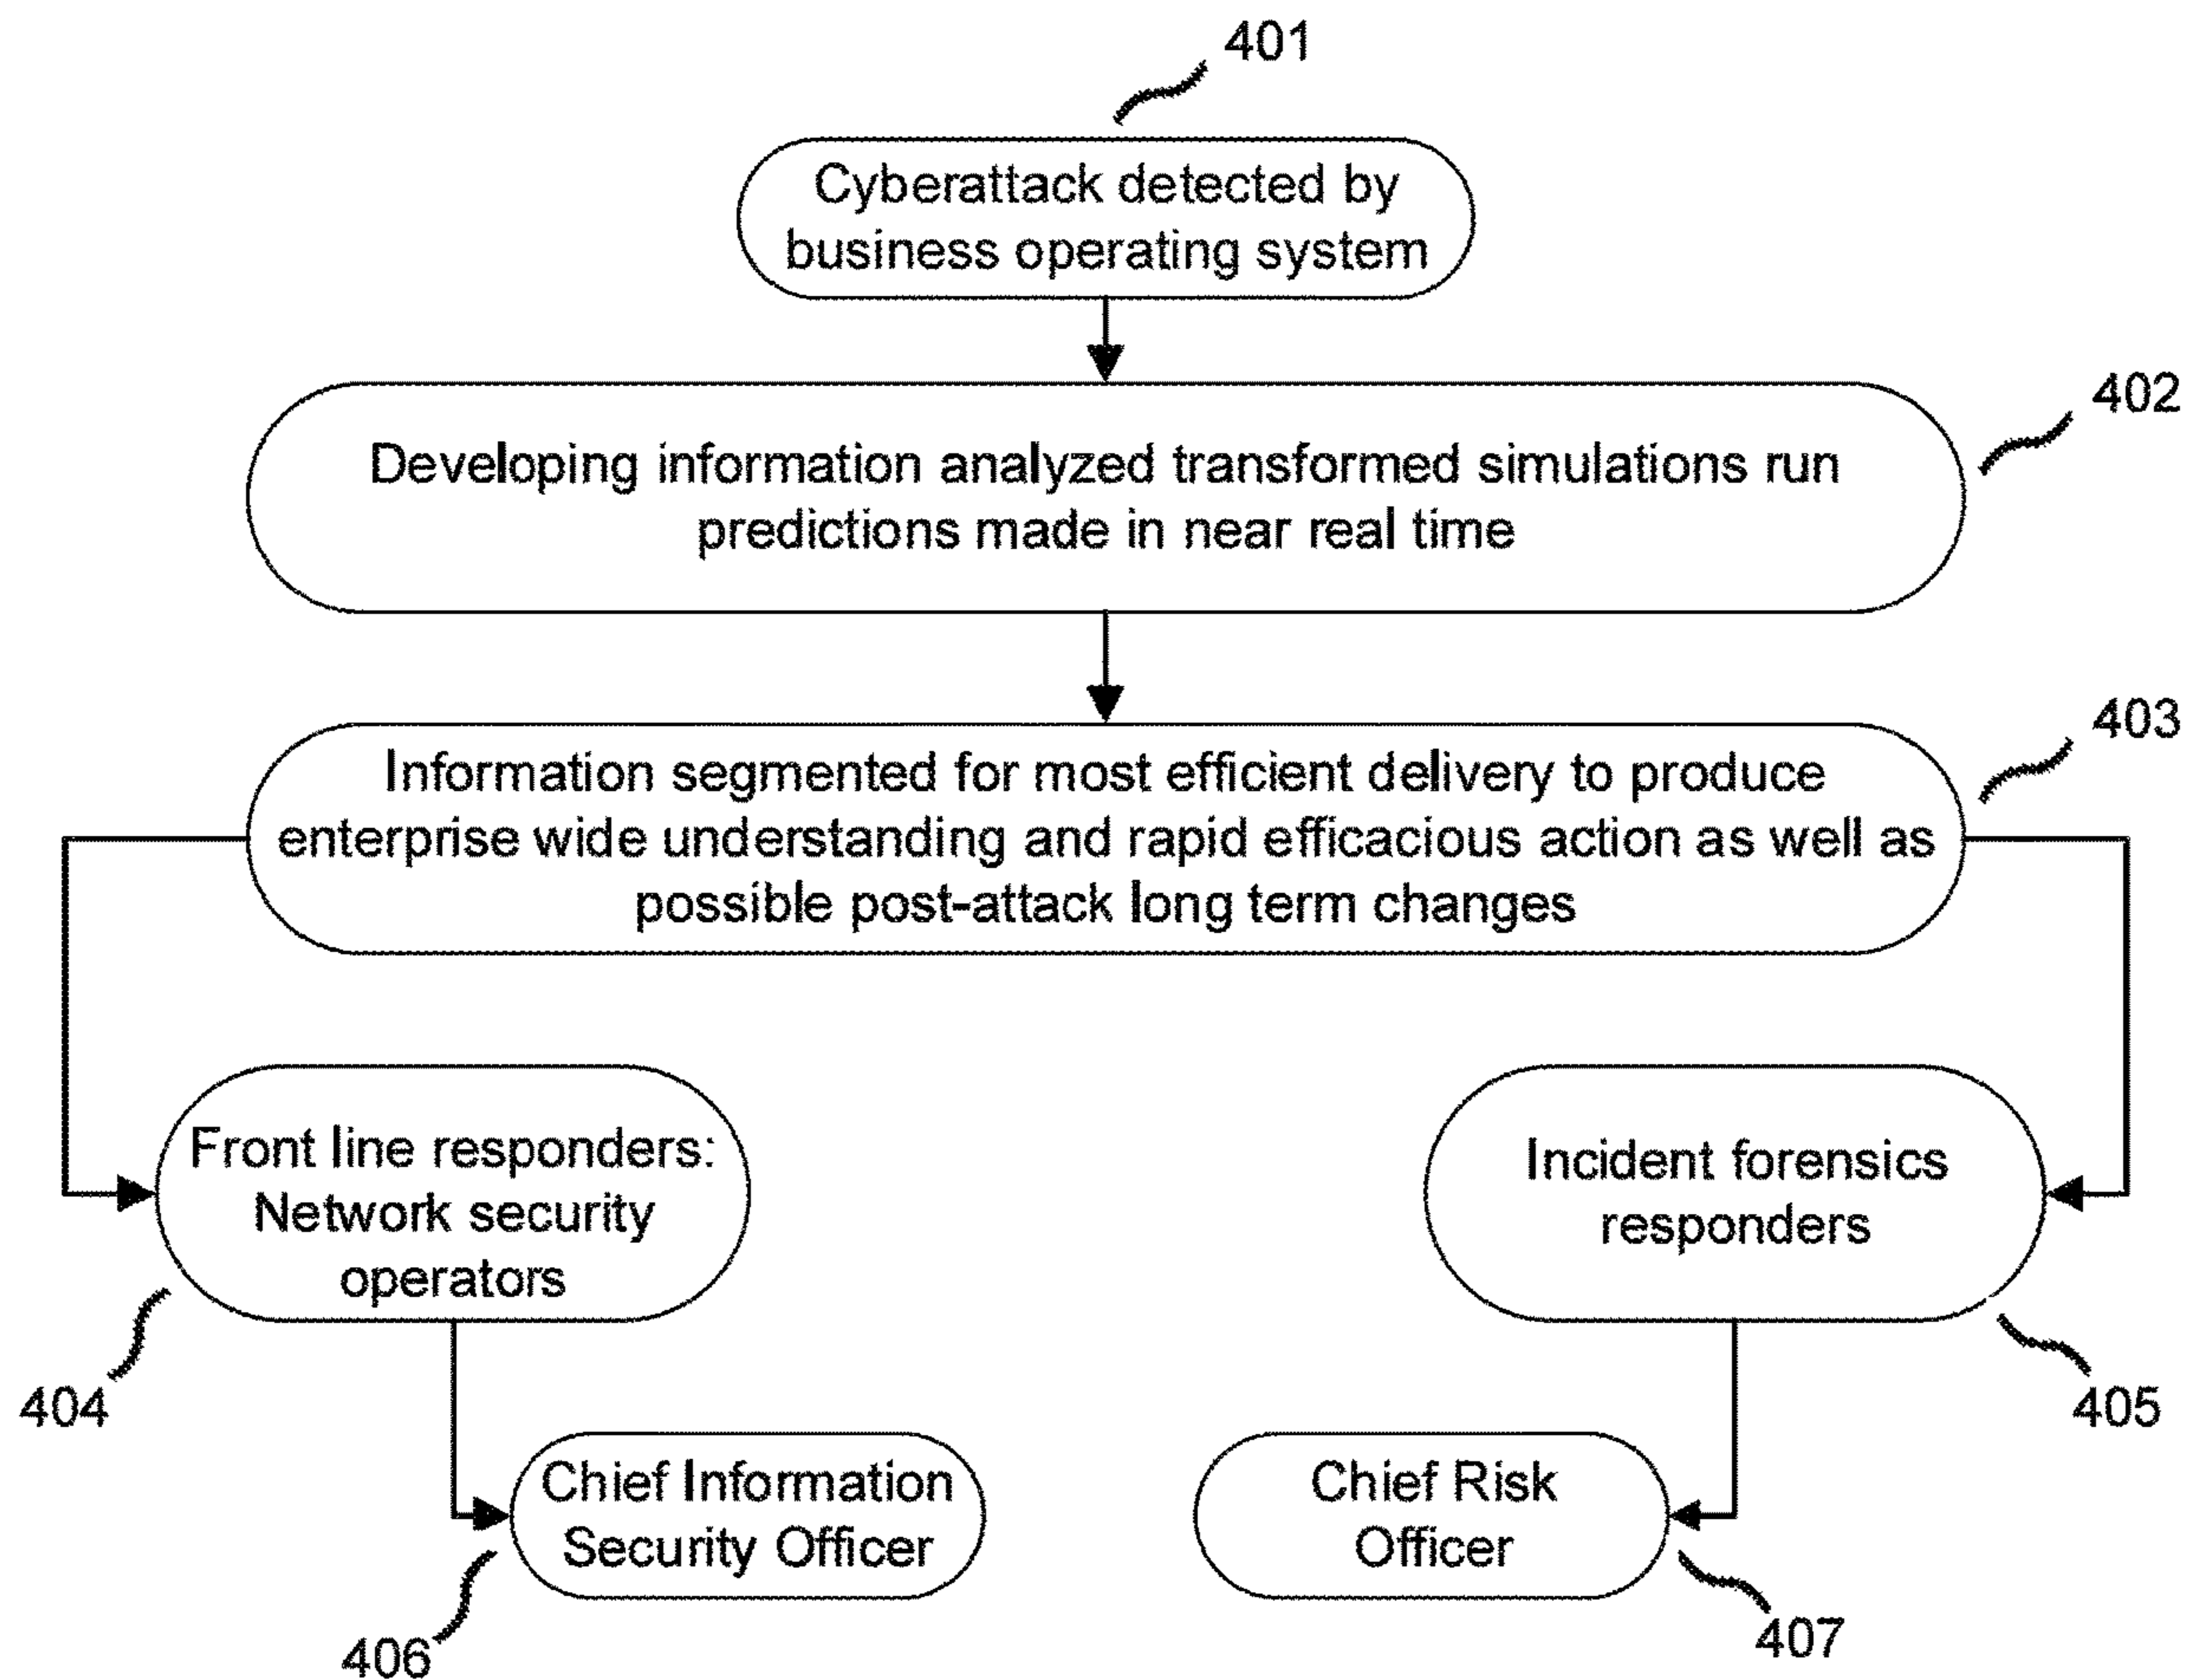 401
Cyberattack detected by
business operating system
402
Developing information analyzed transformed simulations run
predictions made in near real time
403
Information segmented for most efficient delivery to produce
enterprise wide understanding and rapid efficacious action as well as
possible post-attack long term changes
Front line responders:
Network security
operators
404
Incident forensics
responders
405
Chief Information
Security Officer
406
Chief Risk
Officer
407